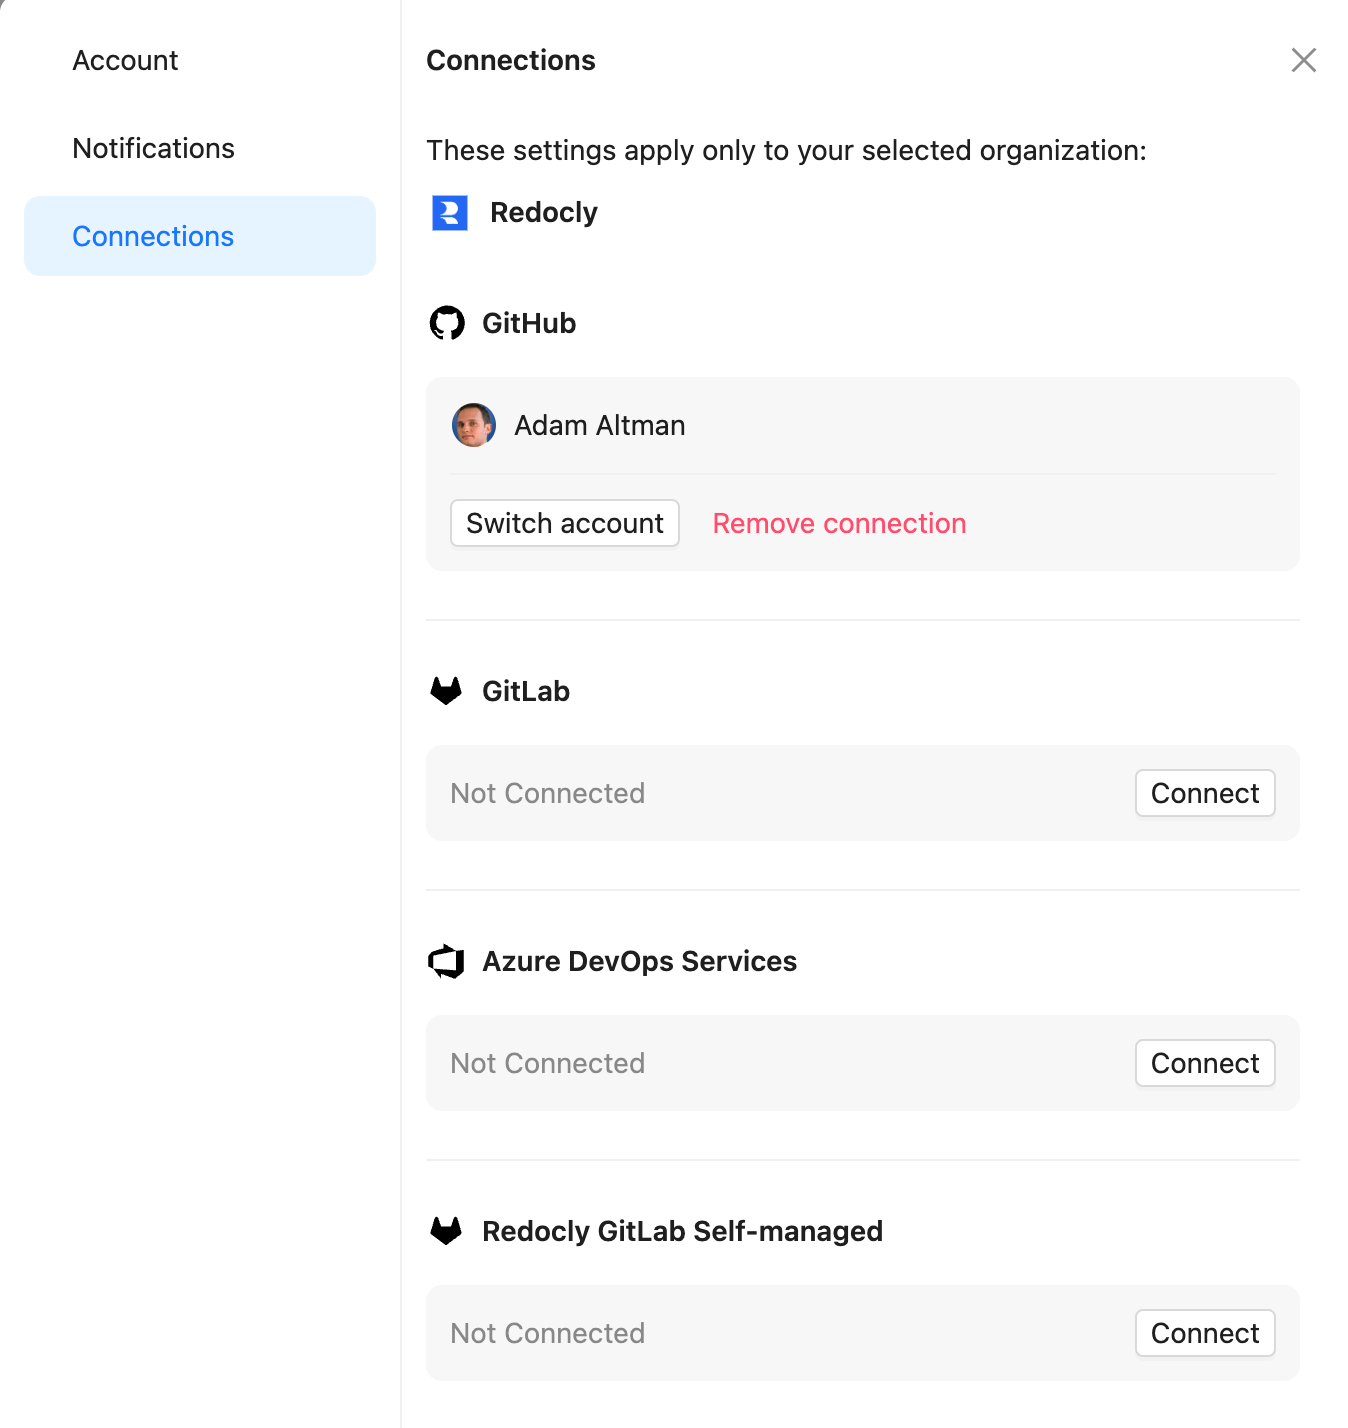 Account
Notifications
Connections
Connections
These settings apply only to your selected organization:
Redocly
GitHub
Adam Altman
Switch account
Remove connection
GitLab
Not Connected
Connect
Azure DevOps Services
Not Connected
Connect
Redocly GitLab Self-managed
Not Connected
Connect